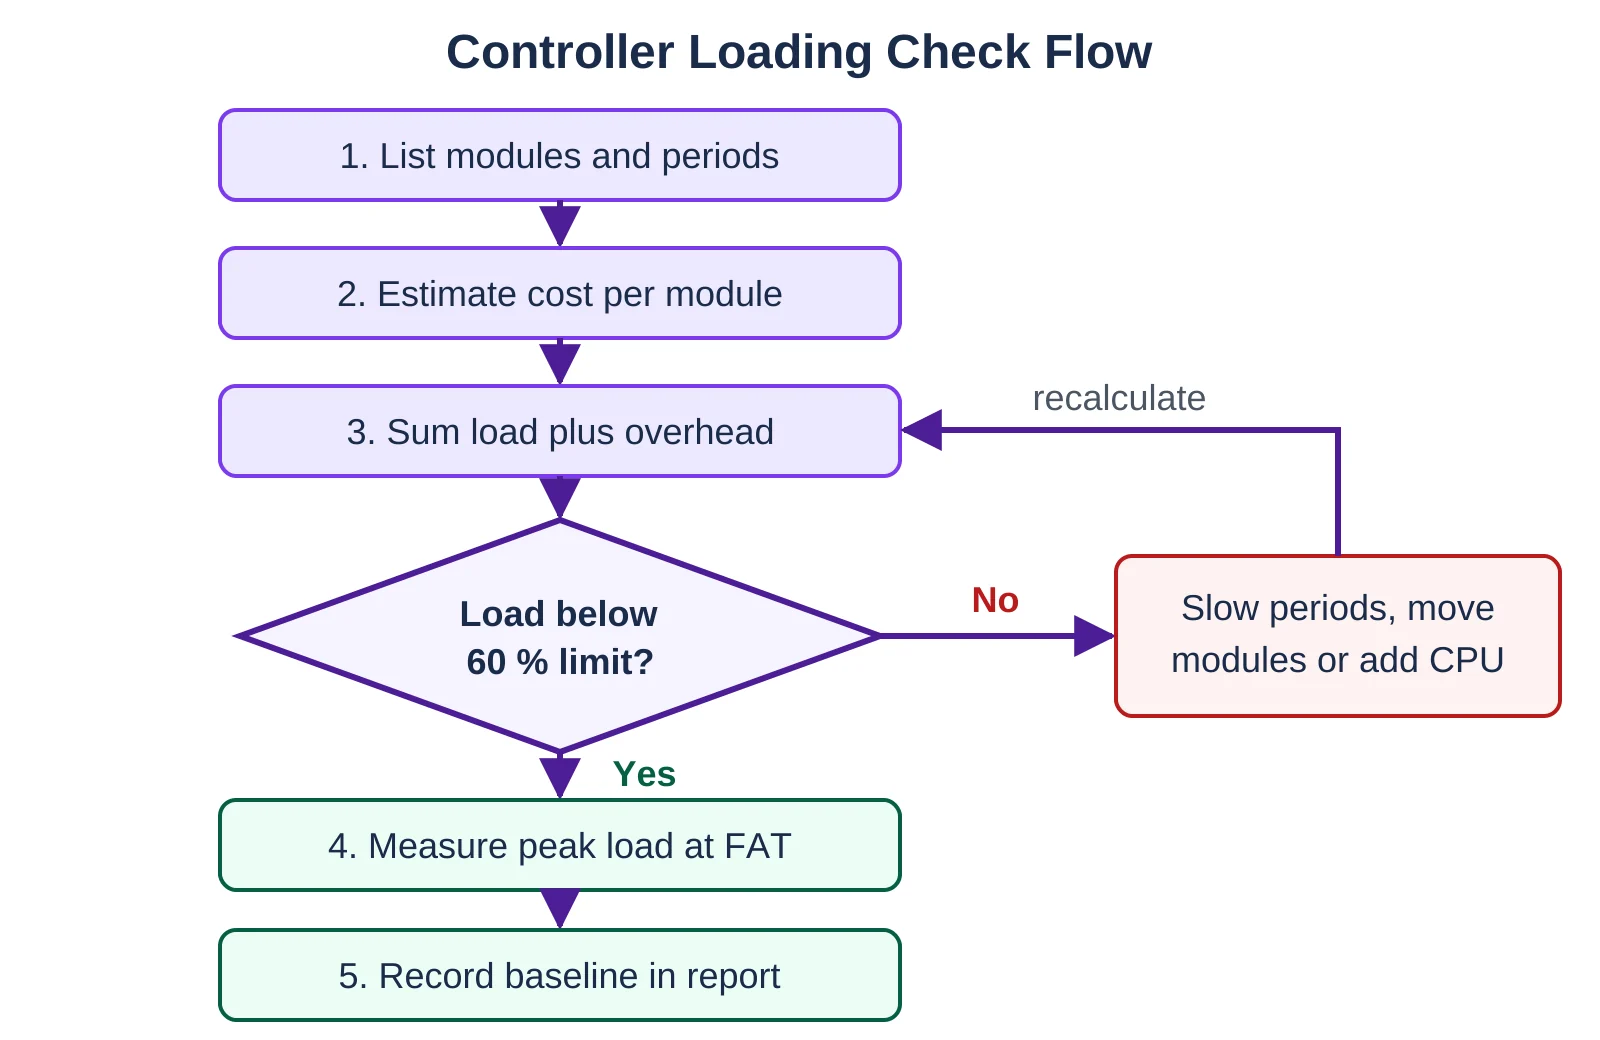 Controller Loading Check Flow
1. List modules and periods
2. Estimate cost per module
3. Sum load plus overhead
recalculate
Load below
60 % limit?
No
Slow periods, move
modules or add CPU
Yes
4. Measure peak load at FAT
5. Record baseline in report